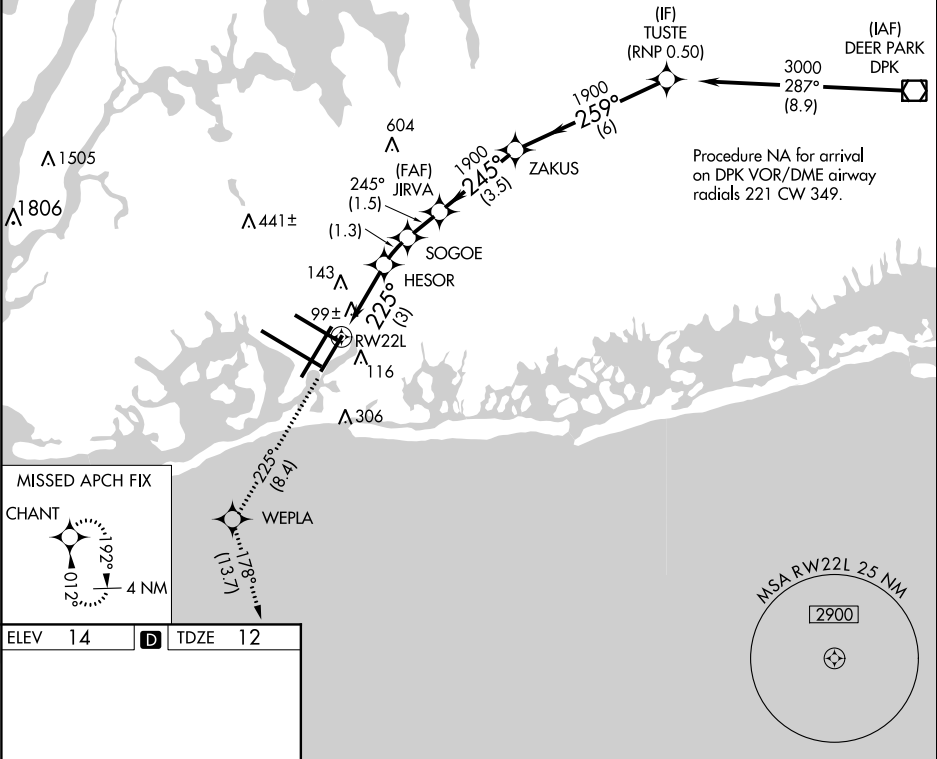 (IF)
TUSTE
(RNP 0.50)
(IAF)
DEER PARK
DPK
3000
287°
(8.9)
1900
259°
(6)
604
1505
ZAKUS
Procedure NA for arrival
on DPK VOR/DME airway
radials 221 CW 349.
1900
245°
(3.5)
(FAF)
JIRVA
245°
(1.5)
1806
441±
(1.3)
SOGOE
HESOR
143
99±
225°
(3)
RW22L
116
306
225°
(8.4)
WEPLA
178°
(13.7)
MISSED APCH FIX
CHANT
192°
012°
4 NM
MSA RW22L 25 NM
2900
ELEV 14
D
TDZE 12